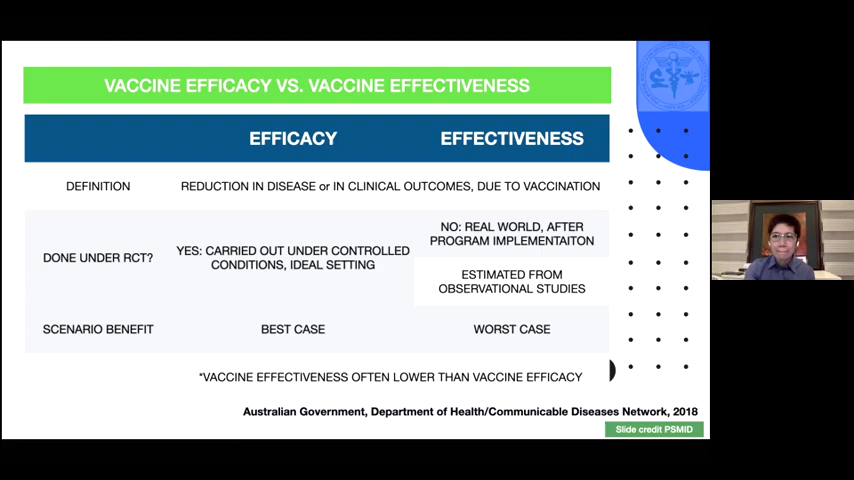 VACCINE EFFICACY VS. VACCINE EFFECTIVENESS
EFFICACY EFFECTIVENESS
DEFINITION REDUCTION IN DISEASE or IN CLINICAL OUTCOMES, DUE TO VACCINATION
DONE UNDER RCT?
YES: CARRIED OUT UNDER CONTROLLED
CONDITIONS, IDEAL SETTING
NO: REAL WORLD, AFTER
PROGRAM IMPLEMENTAITON
ESTIMATED FROM
OBSERVATIONAL STUDIES
SCENARIO BENEFIT BEST CASE WORST CASE
*VACCINE EFFECTIVENESS OFTEN LOWER THAN VACCINE EFFICACY
Australian Government, Department of Health/Communicable Diseases Network, 2018
Slide credit PSMID